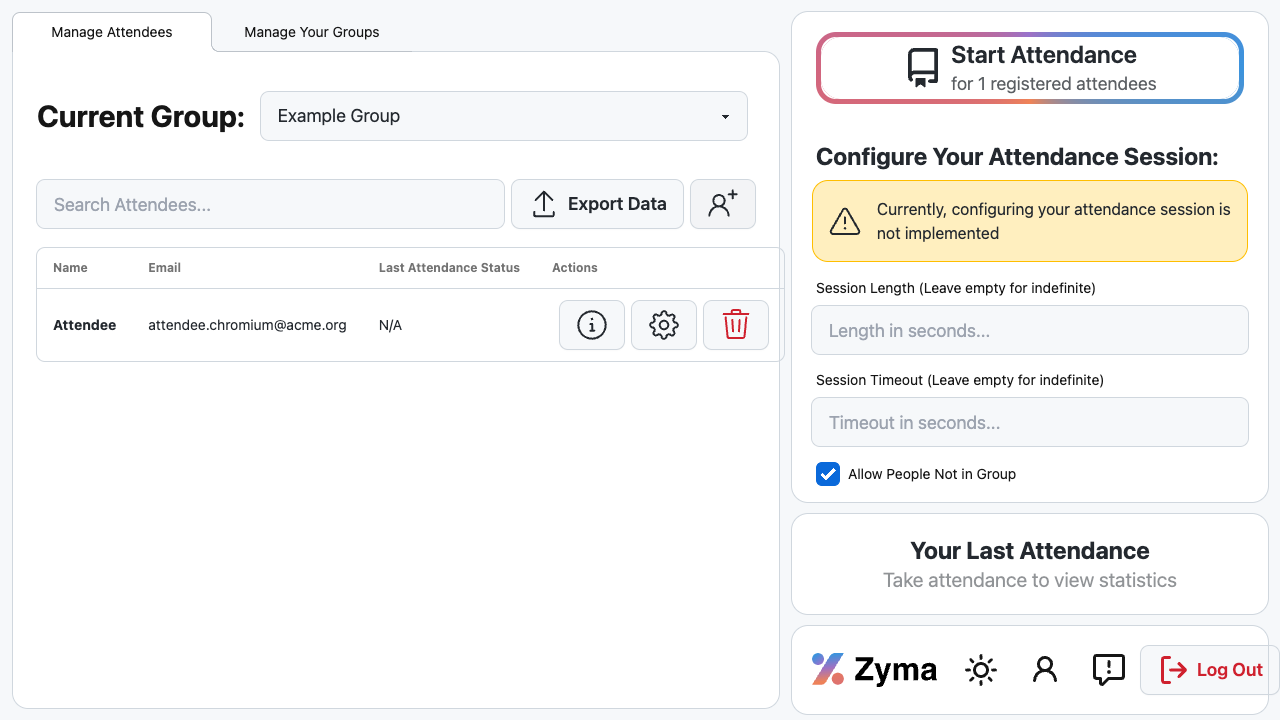 Manage Attendees
Manage Your Groups
Current Group:
Example Group
Search Attendees...
Export Data
Name Email Last Attendance Status Actions
Attendee attendee.chromium@acme.org N/A
Start Attendance
for 1 registered attendees
Configure Your Attendance Session:
Currently, configuring your attendance session is
not implemented
Session Length (Leave empty for indefinite)
Length in seconds...
Session Timeout (Leave empty for indefinite)
Timeout in seconds...
Allow People Not in Group
Your Last Attendance
Take attendance to view statistics
Zyma
Log Out